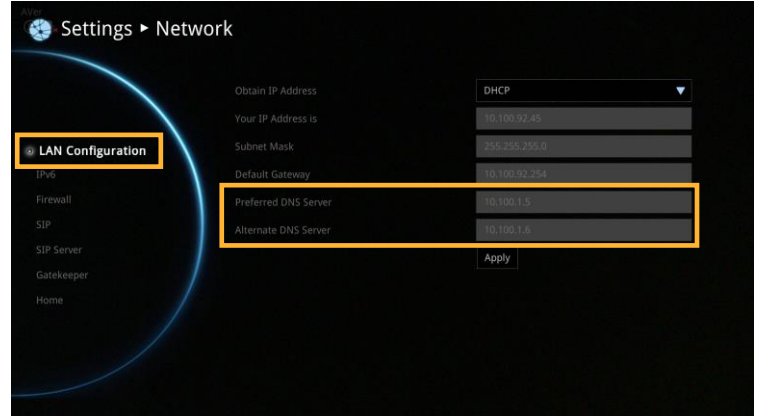 AVer
Settings ▸ Network
Obtain IP Address DHCP
Your IP Address is 10.100.92.45
LAN Configuration Subnet Mask 255.255.255.0
IPv6 Default Gateway 10.100.92.254
Firewall Preferred DNS Server 10.100.1.5
SIP Alternate DNS Server 10.100.1.6
SIP Server Apply
Gatekeeper
Home